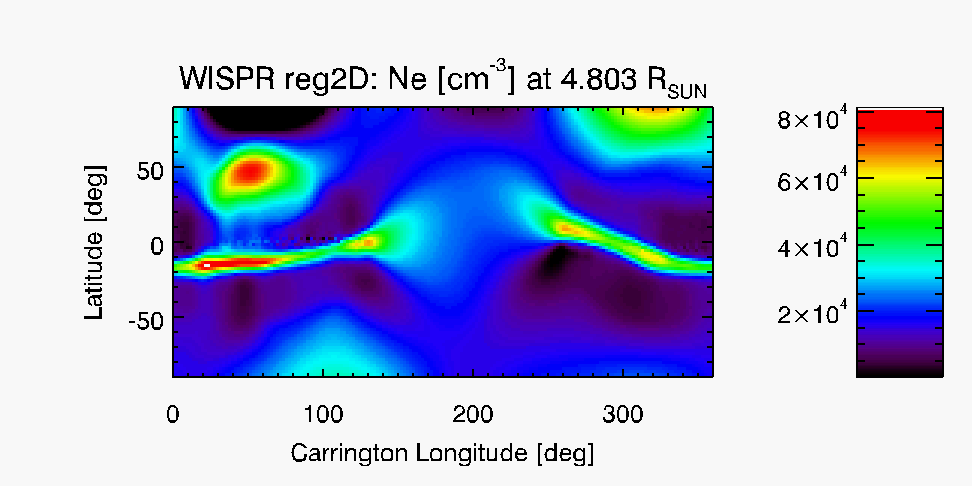 WISPR reg2D: Ne [cm⁻³] at 4.803 R_SUN
50
0
-50
Latitude [deg]
0 100 200 300
Carrington Longitude [deg]
8×10⁴
6×10⁴
4×10⁴
2×10⁴